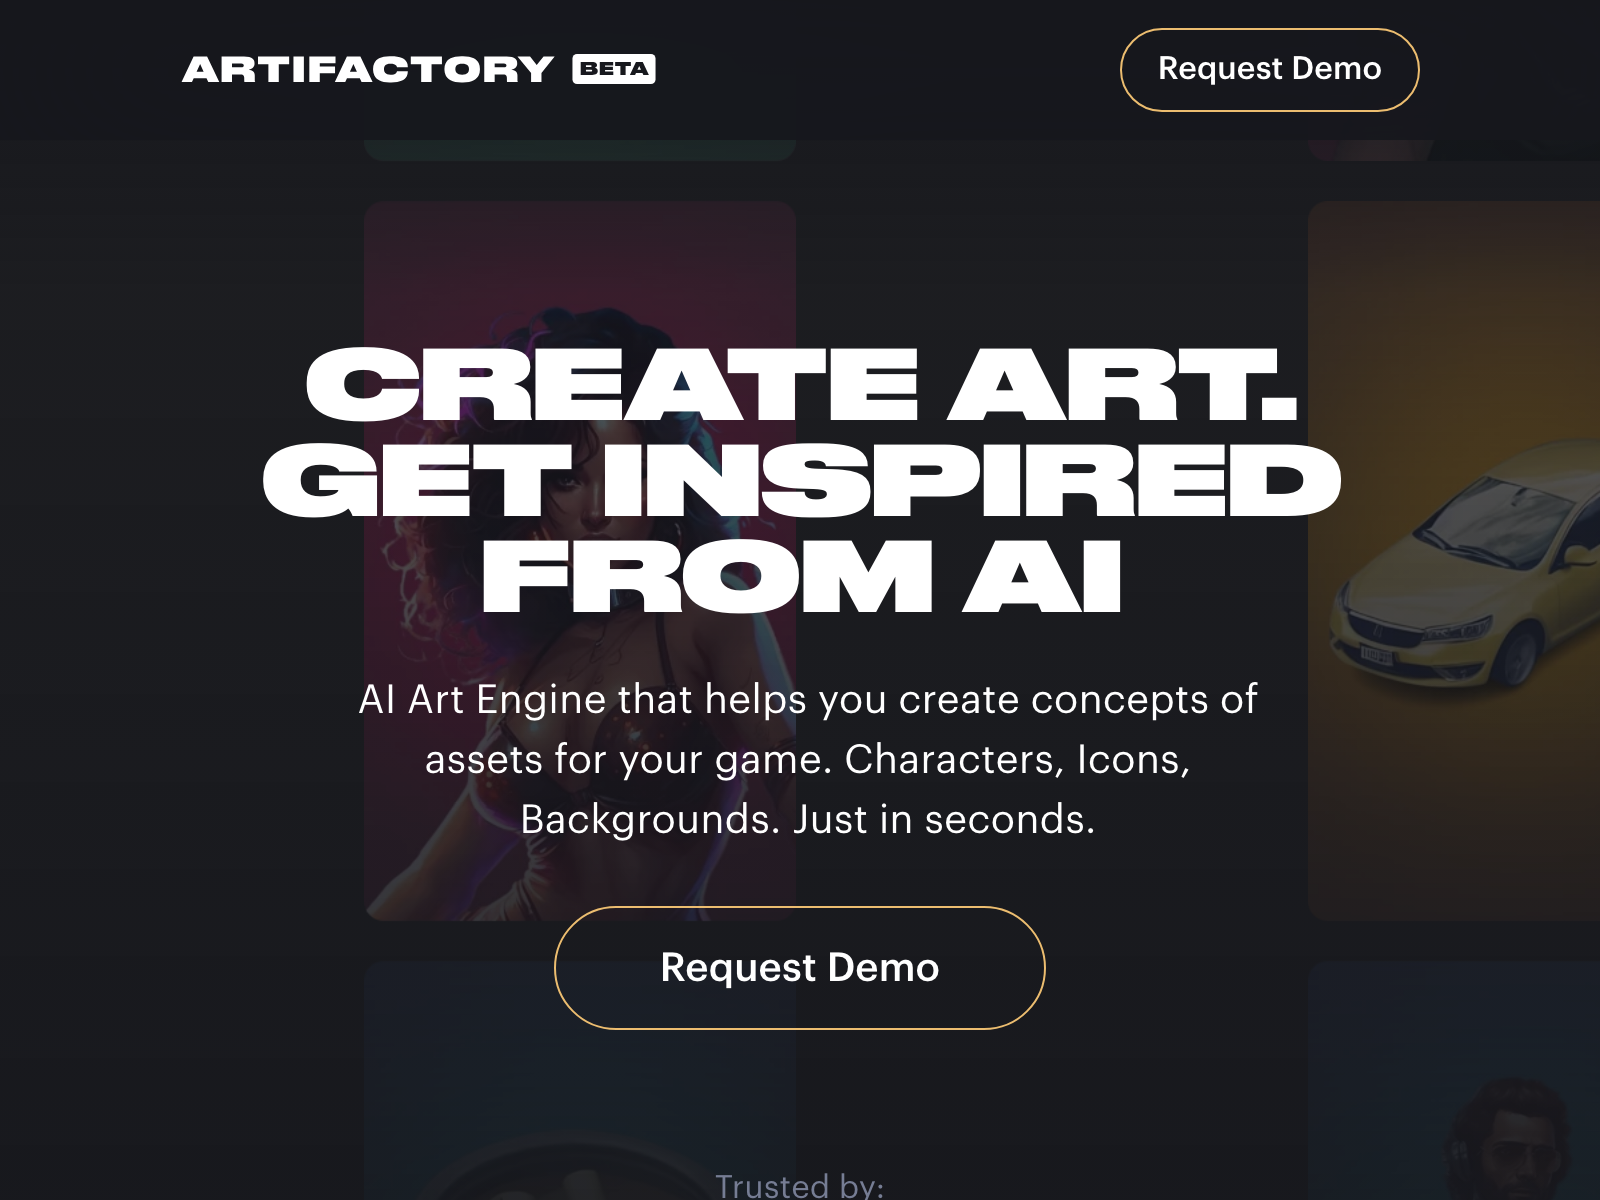 ARTIFACTORY BETA
Request Demo
CREATE ART.
GET INSPIRED
FROM AI
AI Art Engine that helps you create concepts of
assets for your game. Characters, Icons,
Backgrounds. Just in seconds.
Request Demo
Trusted by: